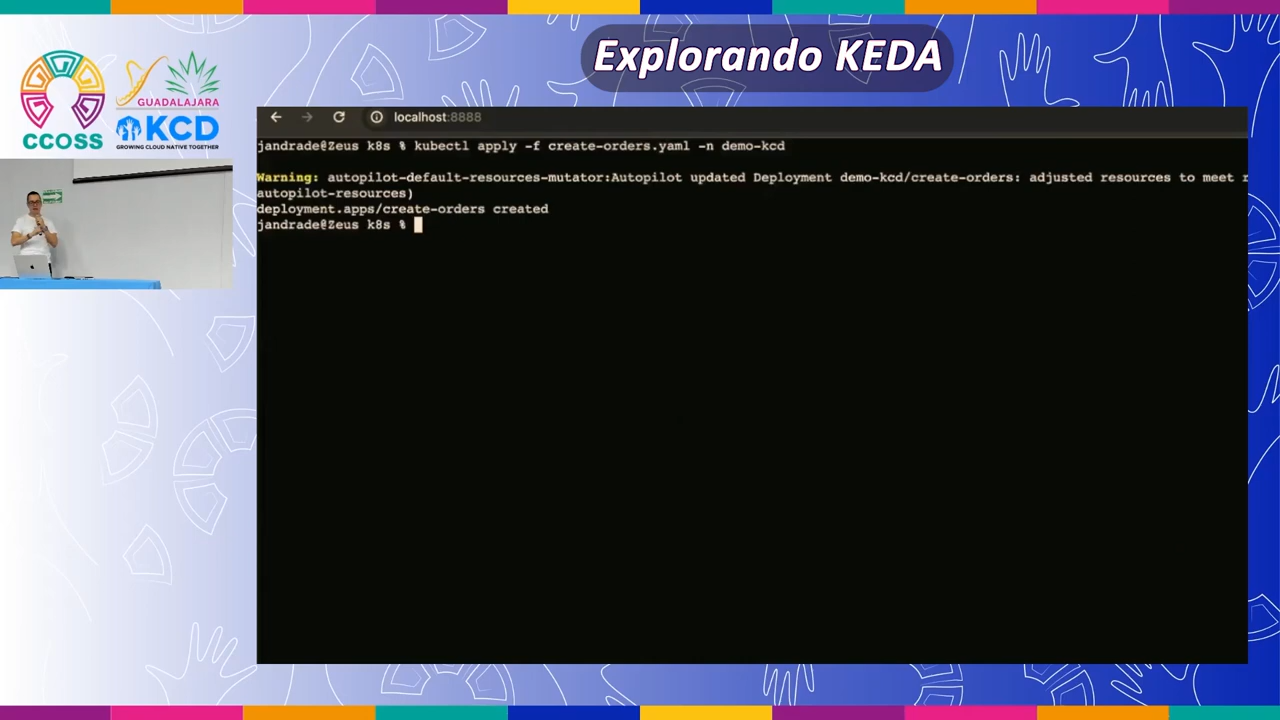 Explorando KEDA
CCOSS
GUADALAJARA
KCD
GROWING CLOUD NATIVE TOGETHER
localhost:8888
jandrade@Zeus k8s % kubectl apply -f create-orders.yaml -n demo-kcd
Warning: autopilot-default-resources-mutator:Autopilot updated Deployment demo-kcd/create-orders: adjusted resources to meet r
autopilot-resources)
deployment.apps/create-orders created
jandrade@Zeus k8s %